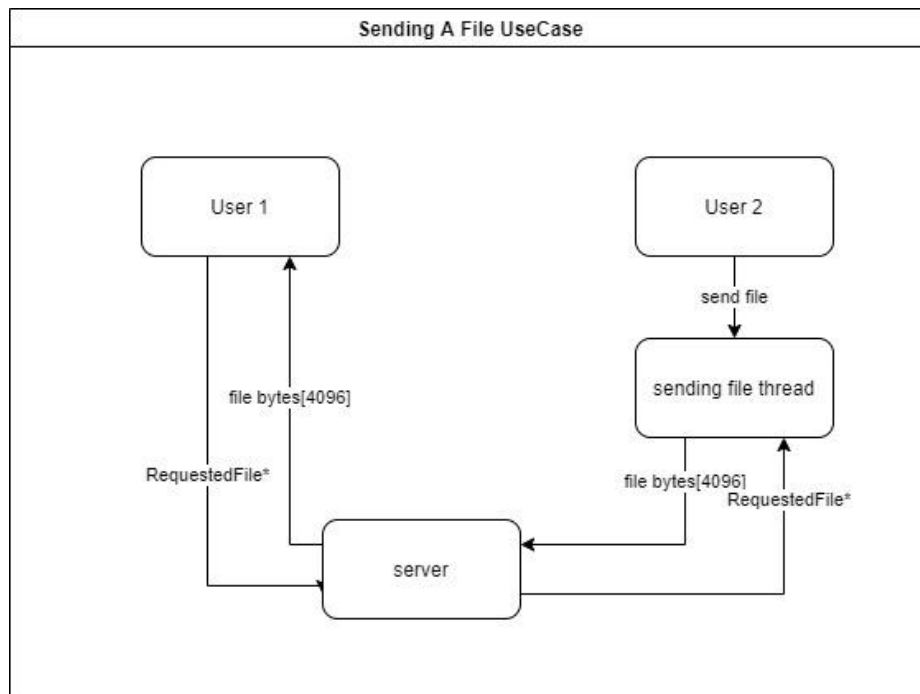 Sending A File UseCase
User 1
User 2
send file
sending file thread
file bytes[4096]
file bytes[4096]
RequestedFile*
RequestedFile*
server